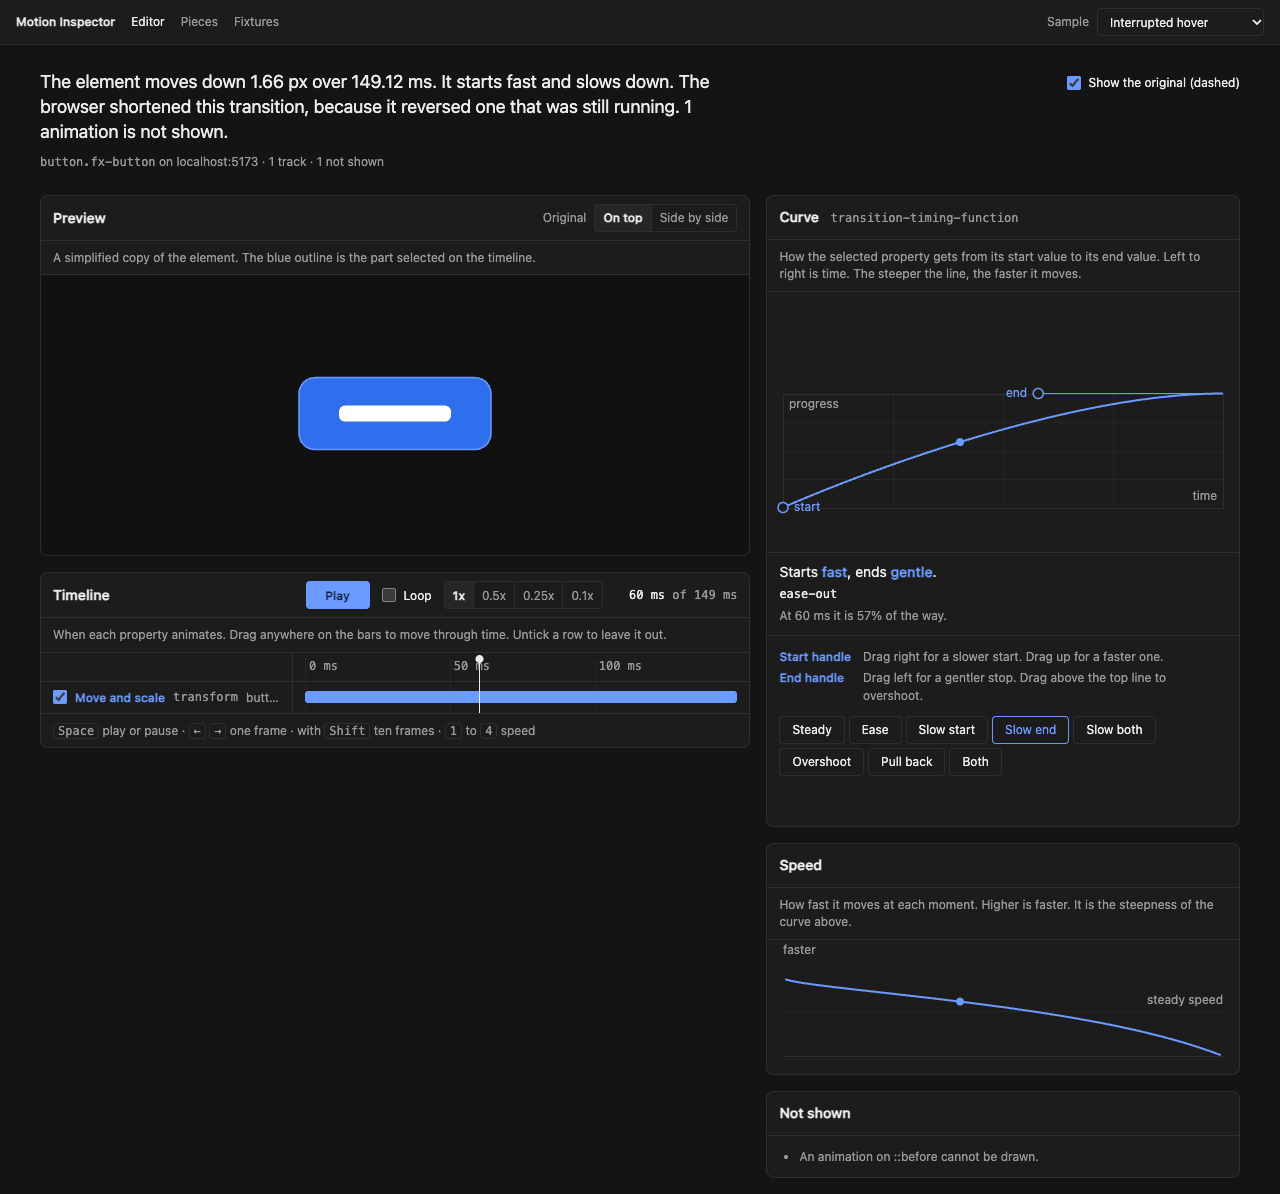 Motion Inspector Editor Pieces Fixtures Sample Interrupted hover
The element moves down 1.66 px over 149.12 ms. It starts fast and slows down. The
browser shortened this transition, because it reversed one that was still running. 1
animation is not shown.
Show the original (dashed)
button.fx-button on localhost:5173 · 1 track · 1 not shown
Preview Original On top Side by side
A simplified copy of the element. The blue outline is the part selected on the timeline.
Timeline Play Loop 1x 0.5x 0.25x 0.1x 60 ms of 149 ms
When each property animates. Drag anywhere on the bars to move through time. Untick a row to leave it out.
0 ms 50 ms 100 ms
Move and scale transform butt...
Space play or pause · ← → one frame · with Shift ten frames · 1 to 4 speed
Curve transition-timing-function
How the selected property gets from its start value to its end value. Left to
right is time. The steeper the line, the faster it moves.
end
progress
time
start
Starts fast, ends gentle.
ease-out
At 60 ms it is 57% of the way.
Start handle Drag right for a slower start. Drag up for a faster one.
End handle Drag left for a gentler stop. Drag above the top line to
overshoot.
Steady Ease Slow start Slow end Slow both
Overshoot Pull back Both
Speed
How fast it moves at each moment. Higher is faster. It is the steepness of the
curve above.
faster
steady speed
Not shown
• An animation on ::before cannot be drawn.